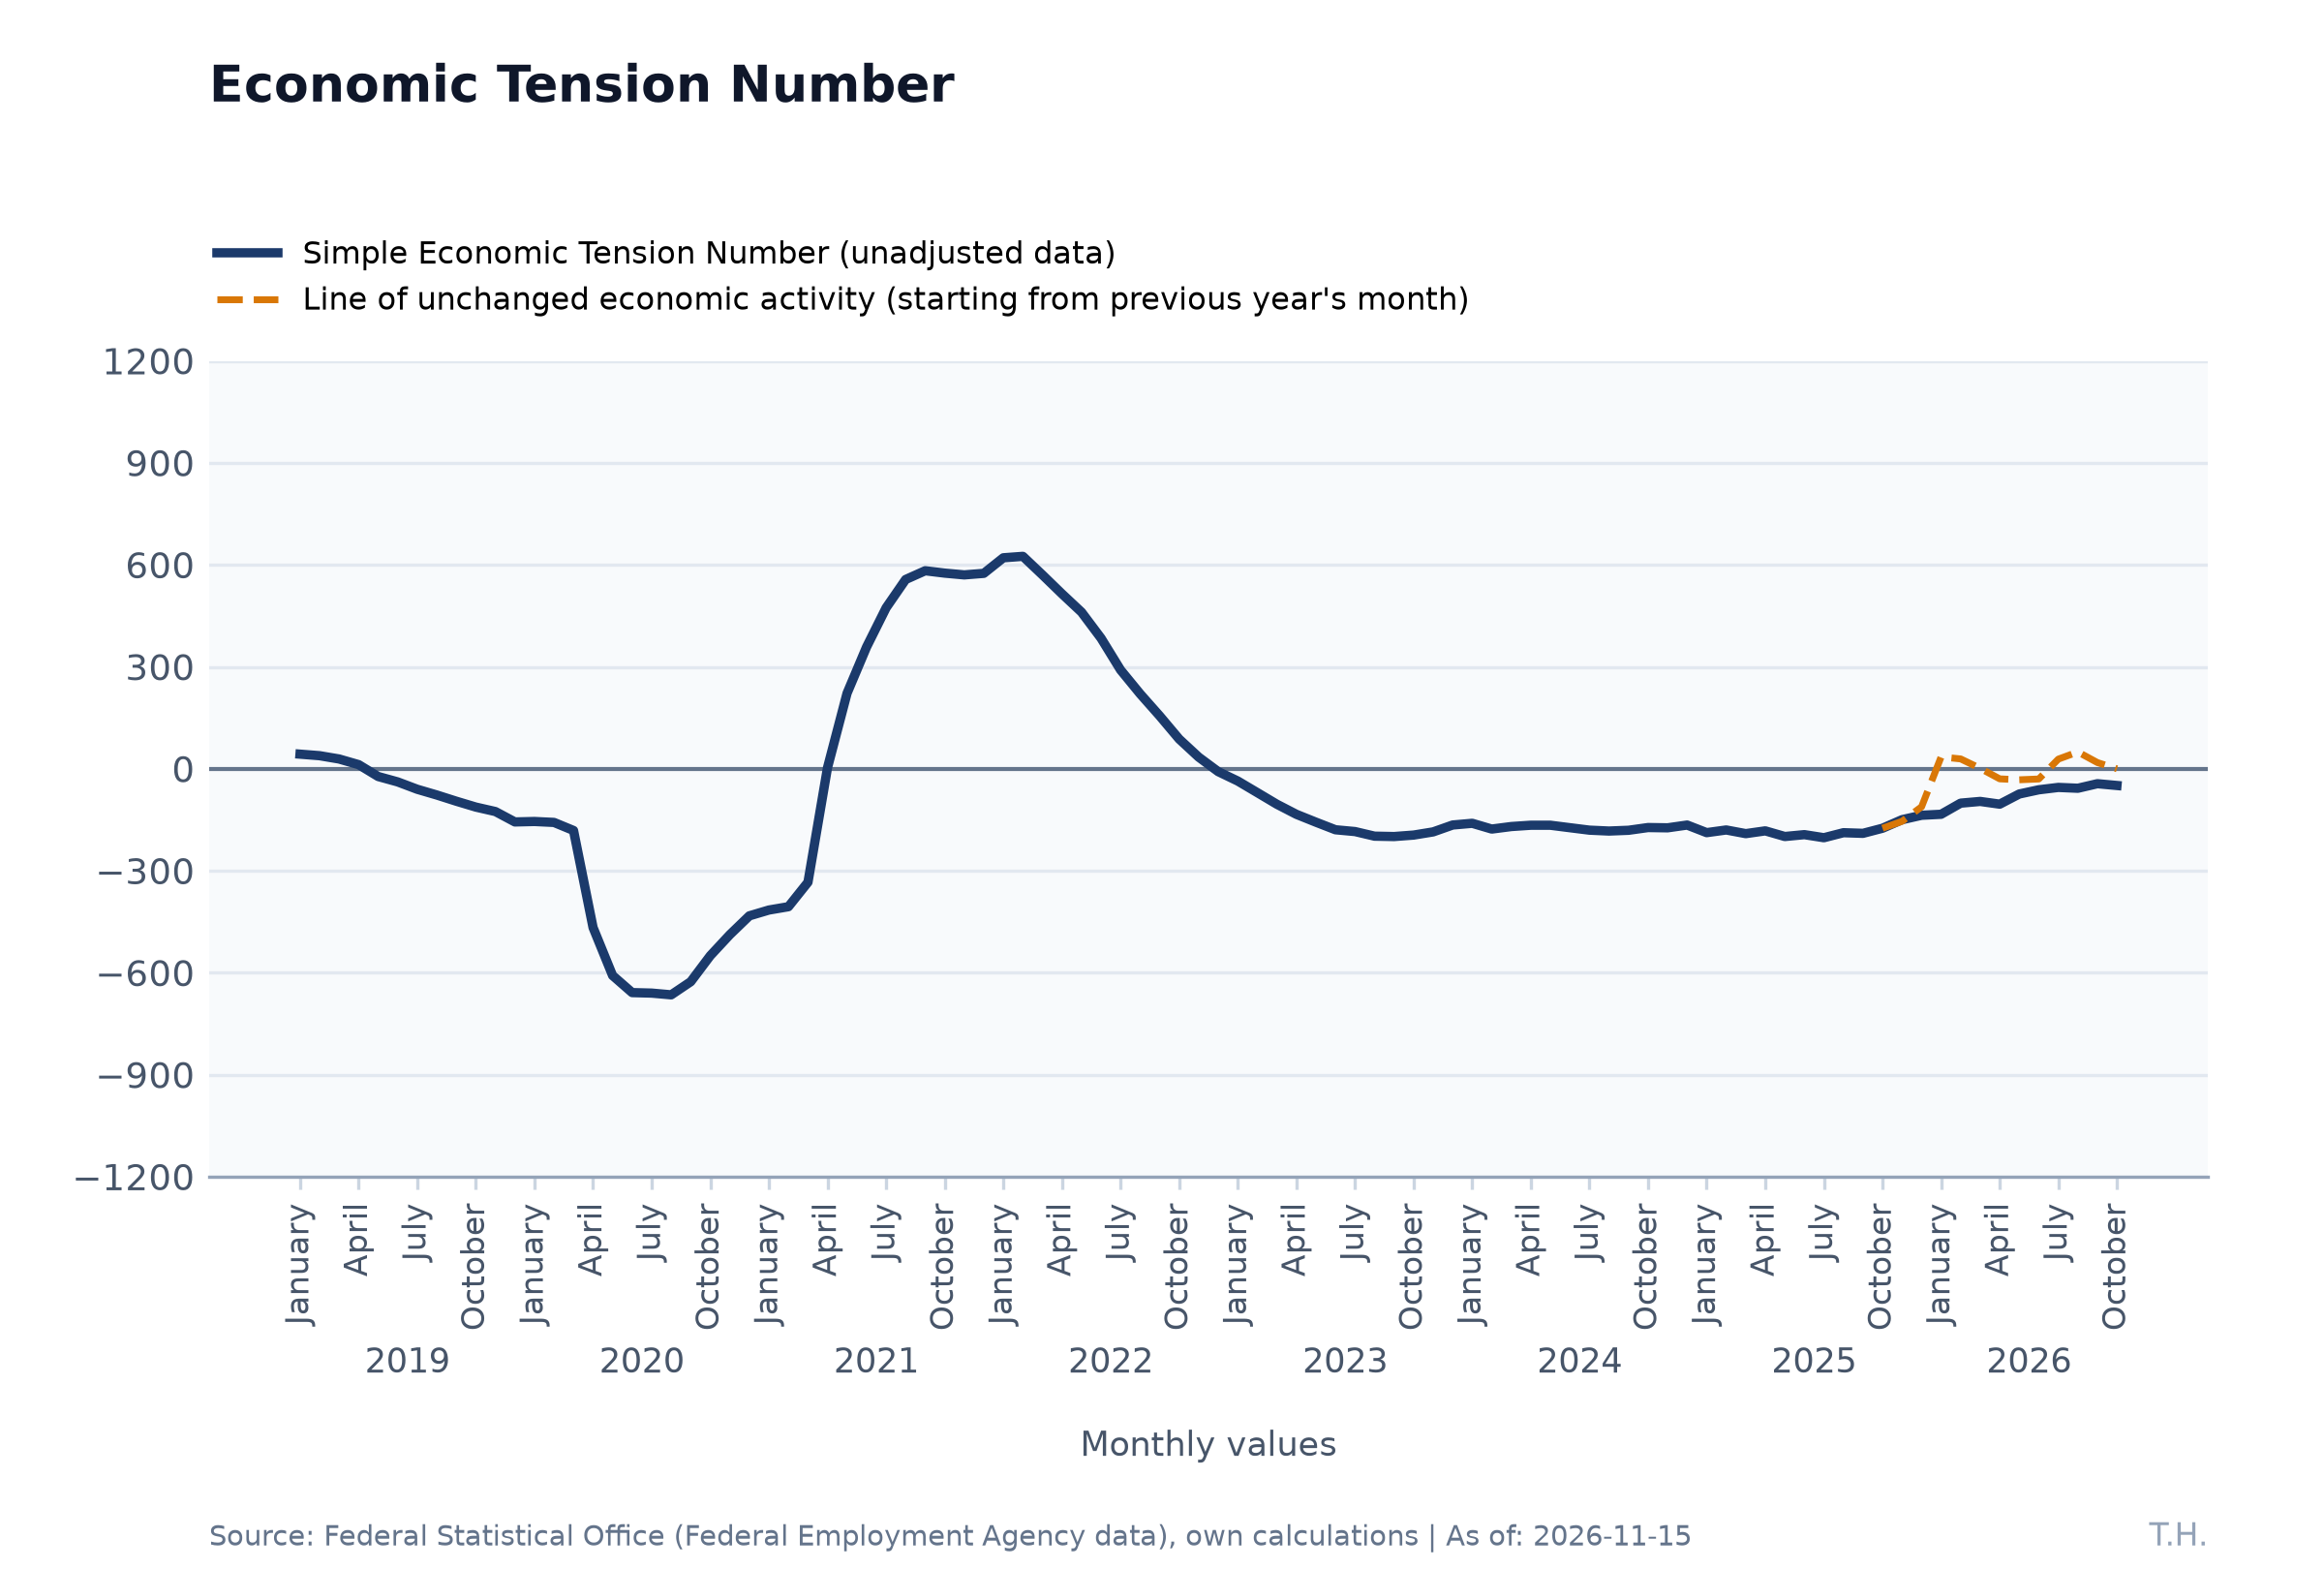 Economic Tension Number
Simple Economic Tension Number (unadjusted data)
Line of unchanged economic activity (starting from previous year's month)
1200
900
600
300
0
−300
−600
−900
−1200
January April July October January April July October January April July October January April July October January April July October January April July October January April July October January April July October
2019 2020 2021 2022 2023 2024 2025 2026
Monthly values
Source: Federal Statistical Office (Federal Employment Agency data), own calculations | As of: 2026-11-15
T.H.